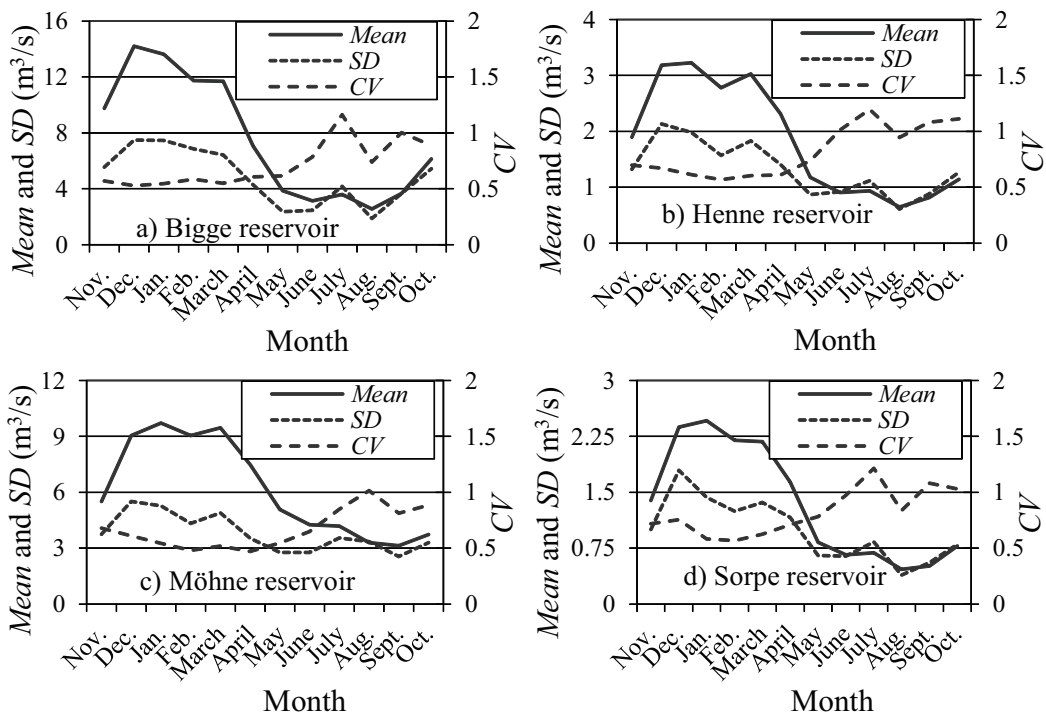 Mean and SD (m³/s)
16
12
8
4
0
Mean
SD
CV
2
1.5
1
0.5
0
CV
a) Bigge reservoir
Nov. Dec. Jan. Feb. March April May June July Aug. Sept. Oct.
Month
Mean and SD (m³/s)
4
3
2
1
0
Mean
SD
CV
2
1.5
1
0.5
0
CV
b) Henne reservoir
Nov. Dec. Jan. Feb. March April May June July Aug. Sept. Oct.
Month
Mean and SD (m³/s)
12
9
6
3
0
Mean
SD
CV
2
1.5
1
0.5
0
CV
c) Möhne reservoir
Nov. Dec. Jan. Feb. March April May June July Aug. Sept. Oct.
Month
Mean and SD (m³/s)
3
2.25
1.5
0.75
0
Mean
SD
CV
2
1.5
1
0.5
0
CV
d) Sorpe reservoir
Nov. Dec. Jan. Feb. March April May June July Aug. Sept. Oct.
Month